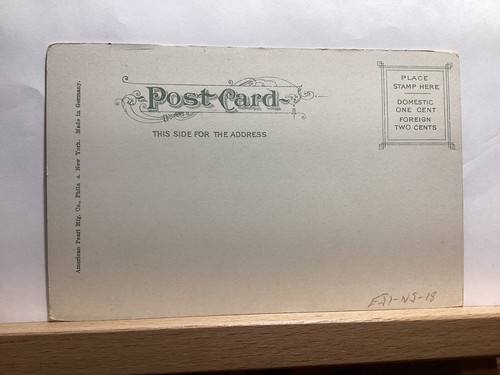 Post Card
THIS SIDE FOR THE ADDRESS
PLACE
STAMP HERE
DOMESTIC
ONE CENT
FOREIGN
TWO CENTS
American Pearl Mfg. Co., Phila & New York. Made in Germany.